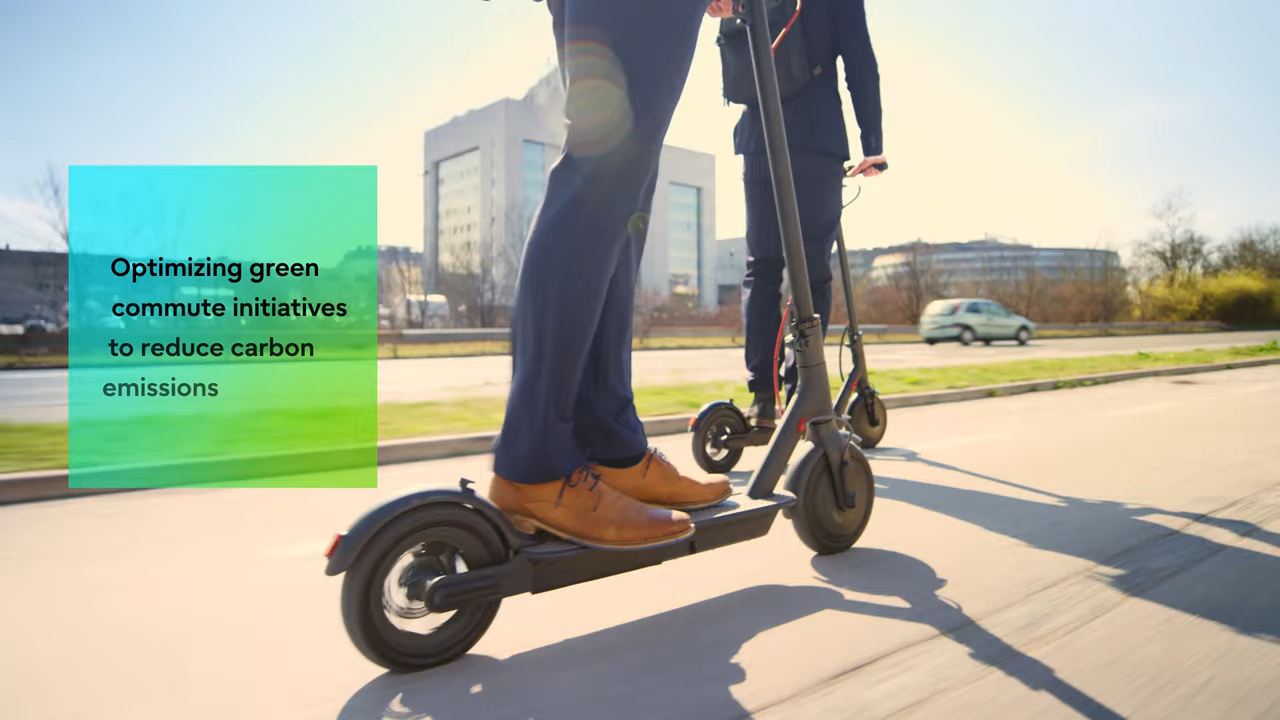 Optimizing green
commute initiatives
to reduce carbon
emissions